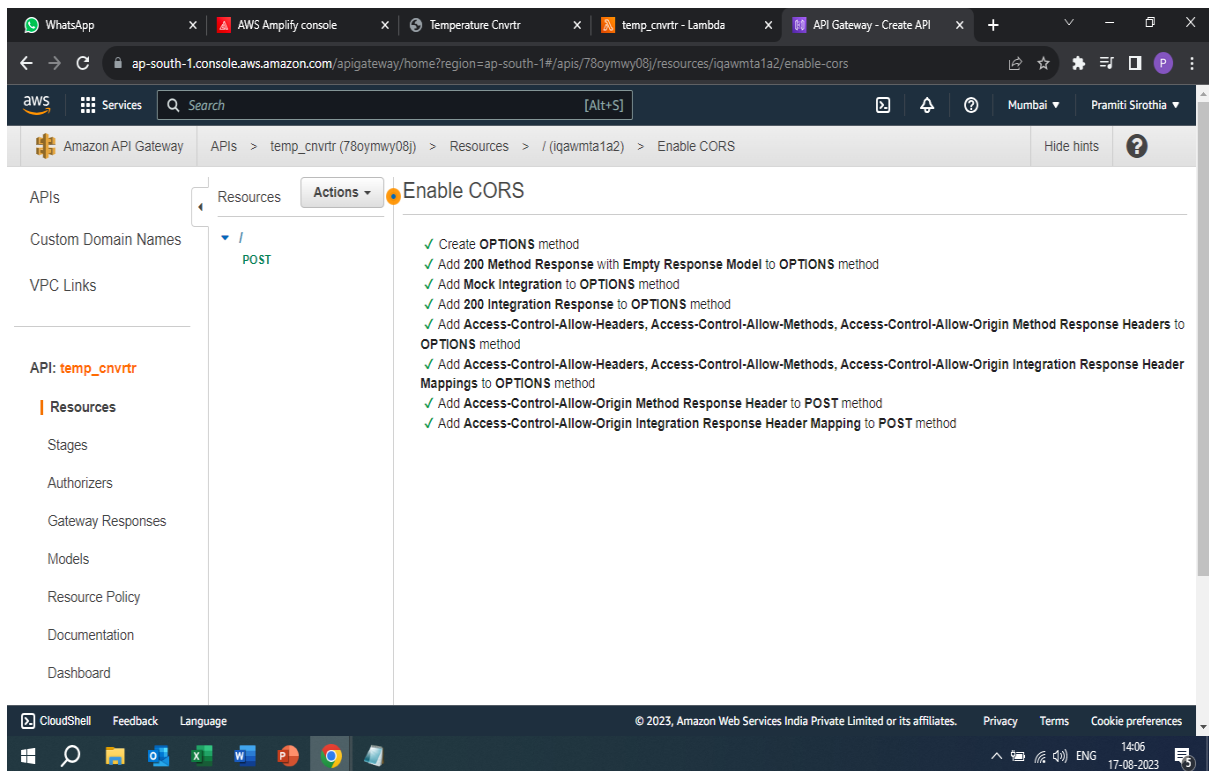 WhatsApp
AWS Amplify console
Temperature Cnvrtr
temp_cnvrtr - Lambda
API Gateway - Create API
ap-south-1.console.aws.amazon.com/apigateway/home?region=ap-south-1#/apis/78oymwy08j/resources/iqawmta1a2/enable-cors
P
aws
Services
Search
[Alt+S]
Mumbai
Pramiti Sirothia
Amazon API Gateway
APIs > temp_cnvrtr (78oymwy08j) > Resources > / (iqawmta1a2) > Enable CORS
Hide hints
APIs
Custom Domain Names
VPC Links
API: temp_cnvrtr
Resources
Stages
Authorizers
Gateway Responses
Models
Resource Policy
Documentation
Dashboard
Resources
Actions
/
POST
Enable CORS
✓ Create OPTIONS method
✓ Add 200 Method Response with Empty Response Model to OPTIONS method
✓ Add Mock Integration to OPTIONS method
✓ Add 200 Integration Response to OPTIONS method
✓ Add Access-Control-Allow-Headers, Access-Control-Allow-Methods, Access-Control-Allow-Origin Method Response Headers to
OPTIONS method
✓ Add Access-Control-Allow-Headers, Access-Control-Allow-Methods, Access-Control-Allow-Origin Integration Response Header
Mappings to OPTIONS method
✓ Add Access-Control-Allow-Origin Method Response Header to POST method
✓ Add Access-Control-Allow-Origin Integration Response Header Mapping to POST method
CloudShell
Feedback
Language
© 2023, Amazon Web Services India Private Limited or its affiliates.
Privacy
Terms
Cookie preferences
ENG
14:06
17-08-2023
5